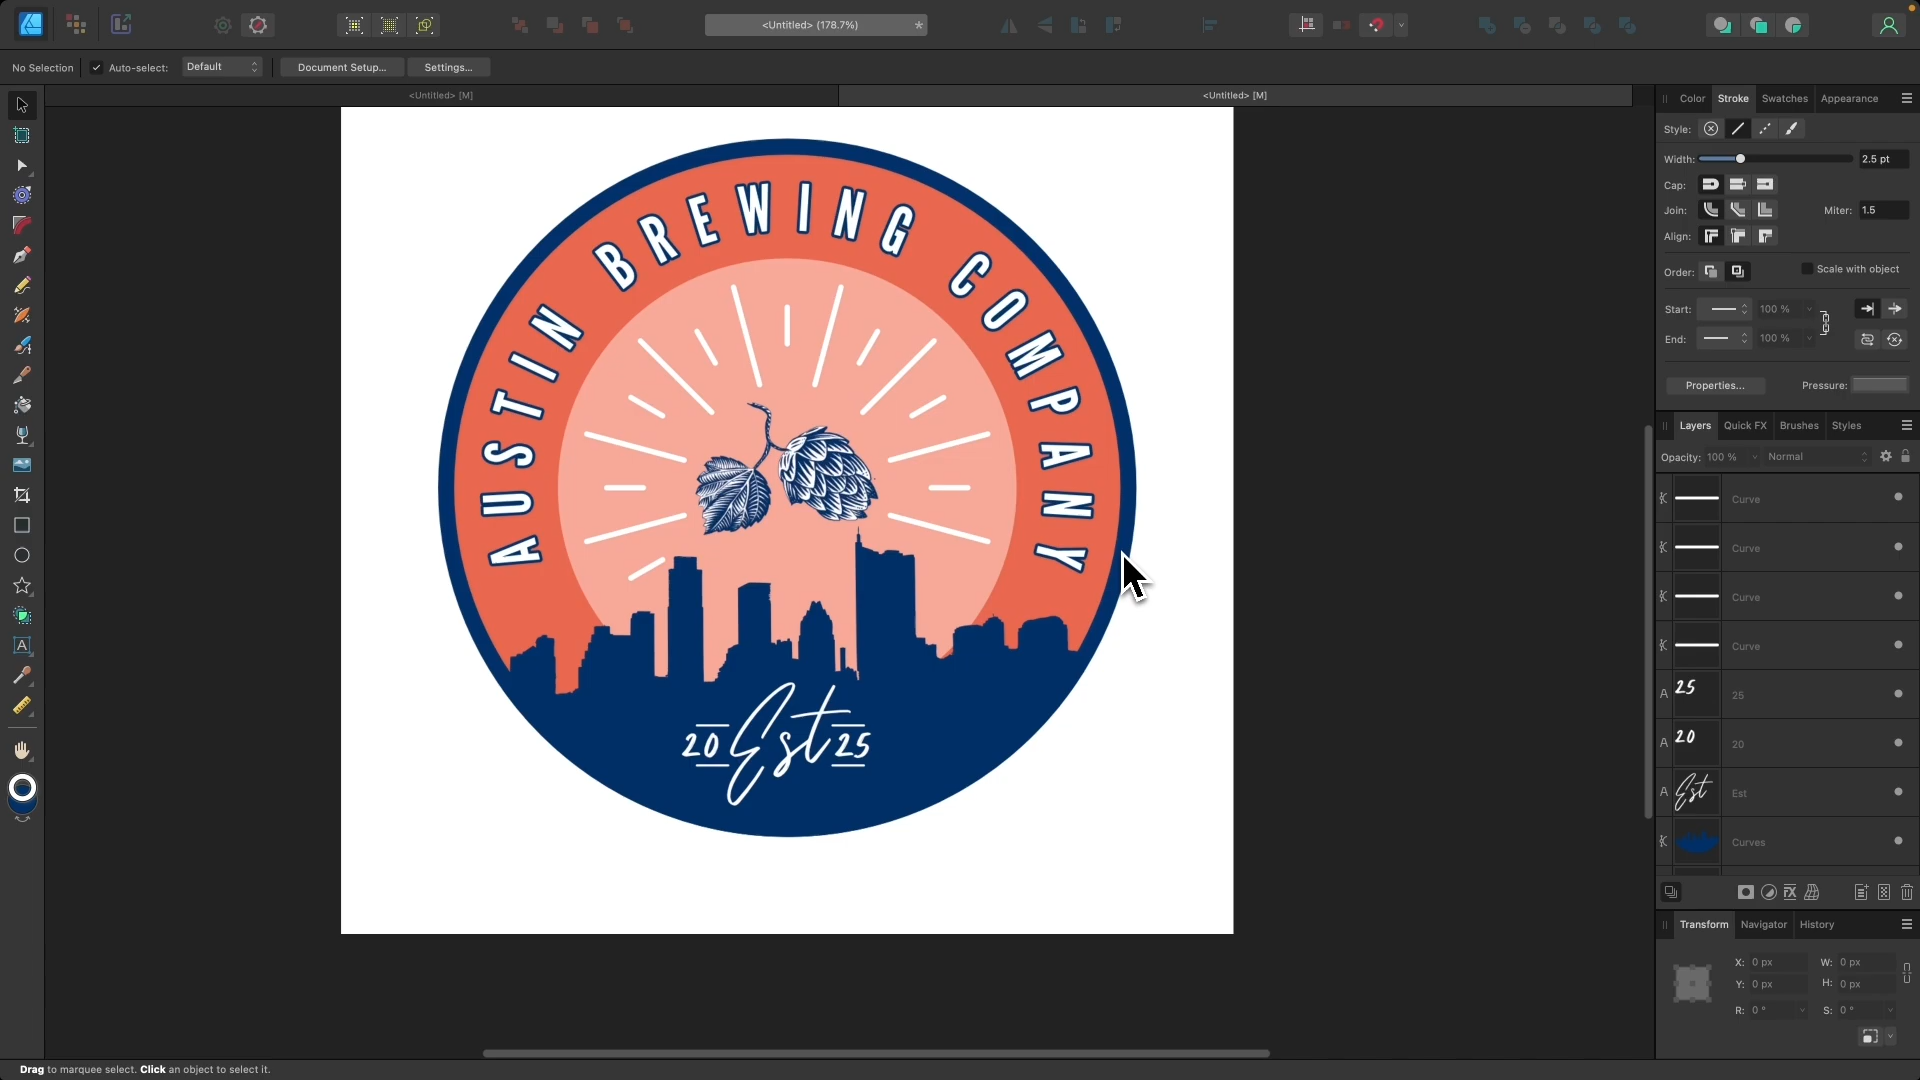 <Untitled> (178.7%)
*
No Selection
Auto-select:
Default
Document Setup...
Settings...
<Untitled> [M]
<Untitled> [M]
Color
Stroke
Swatches
Appearance
Style:
Width:
2.5 pt
Cap:
Join:
Miter:
1.5
Align:
Order:
Scale with object
Start:
100 %
End:
100 %
Properties...
Pressure:
Layers
Quick FX
Brushes
Styles
Opacity:
100 %
Normal
Curve
Curve
Curve
Curve
A
25
25
A
20
20
A
Est
Est
Curves
Transform
Navigator
History
X:
0 px
W:
0 px
Y:
0 px
H:
0 px
R:
0 °
S:
0 °
AUSTIN BREWING COMPANY
20 Est 25
Drag to marquee select. Click an object to select it.